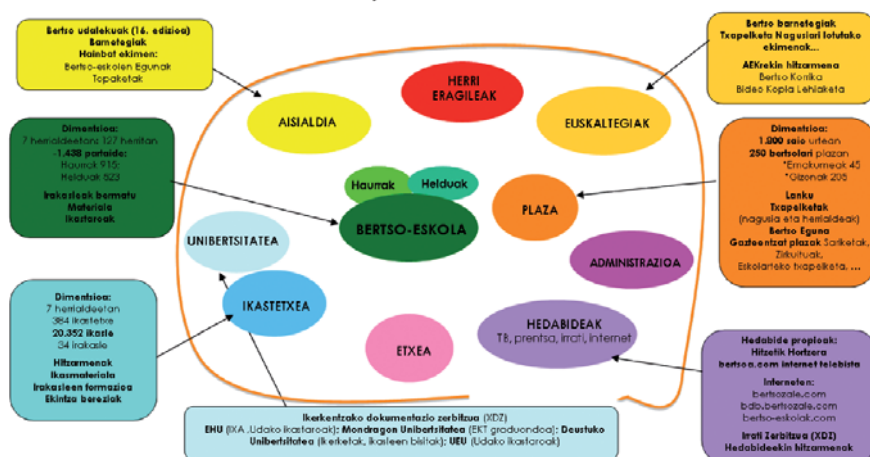 Bertso udalekuak (16. edizioa)
Barnetegiak
Hainbat ekimen:
Bertso-eskolen Egunak
Topaketak
AISIALDIA
HERRI
ERAGILEAK
EUSKALTEGIAK
Bertso barnetegiak
Txapelketa Nagusiari lotutako
ekimenak...
AEKrekin hitzarmena
Bertso Korrika
Bideo Kopla Lehiaketa
Dimentsioa:
7 herrialdeetan: 127 herritan
-1.438 partaide:
Haurrak 915:
Helduak 523
Irakasleak bermatu
Materiala
Ikastaroak
Haurrak
Helduak
BERTSO-ESKOLA
PLAZA
Dimentsioa:
1.200 saio urtean
250 bertsolari plazan
*Emakumeak 45
*Gizonak 205
Lanku
Txapelketak
(nagusia eta herrialdeak)
Bertso Eguna
Gazteentzat plazak Sariketak,
Zirkuituak,
Eskolarteko txapelketa, ...
UNIBERTSITATEA
ADMINISTRAZIOA
Dimentsioa:
7 herrialdeetan
384 ikastetxe
20.352 ikasle
34 irakasle
Hitzarmenak
Ikasmateriala
Irakasleen formazioa
Ekintza bereziak
IKASTETXEA
ETXEA
HEDABIDEAK
TB, prentsa, irrati, internet
Hedabide propioak:
Hitzetik Hortzera
bertsoa.com internet telebista
Interneten:
bertsozale.com
bdb.bertsozale.com
bertso-eskolak.com
Irrati Zerbitzua (XDZ)
Hedabideekin hitzarmenak
Ikerkentzako dokumentazio zerbitzua (XDZ)
EHU (IXA ,Udako ikastaroak); Mondragon Unibertsitatea (EKT graduondoa); Deustuko
Unibertsitatea (Ikerketak, ikasleen bisitak); UEU (Udako ikastaroak)